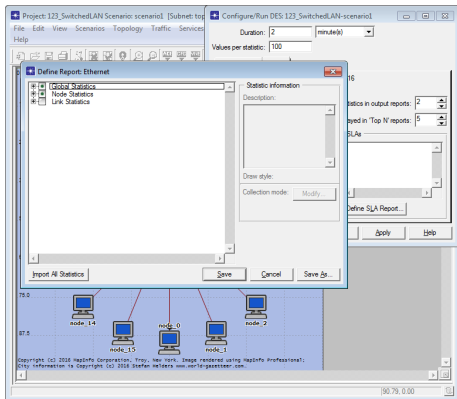 Project: 123_SwitchedLAN Scenario: scenario1 [Subnet: top
File Edit View Scenarios Topology Traffic Services
Help
Configure/Run DES: 123_SwitchedLAN-scenario1
Duration: 2 minute(s)
Values per statistic: 100
16
tistics in output reports: 2
ayed in 'Top N' reports: 5
SLAs
Define SLA Report...
Apply Help
Define Report: Ethernet
Global Statistics
Node Statistics
Link Statistics
Statistic information
Description:
Draw style:
Collection mode: Modify...
Import All Statistics Save Cancel Save As...
75.0
node_14 node_2
87.5
node_15 node_0 node_1
Copyright (c) 2016 MapInfo Corporation, Troy, New York. Image rendered using MapInfo Professional;
City information is Copyright (c) 2016 Stefan Helders www.world-gazetteer.com.
90.79, 0.00